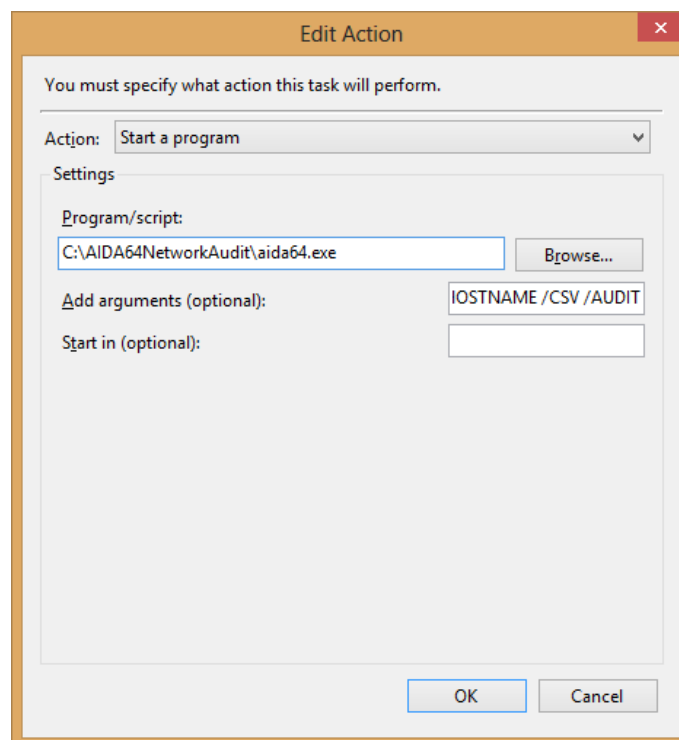 Edit Action
You must specify what action this task will perform.
Action: Start a program
Settings
Program/script:
C:\AIDA64NetworkAudit\aida64.exe Browse...
Add arguments (optional): /CSV /AUDIT
Start in (optional):
OK Cancel